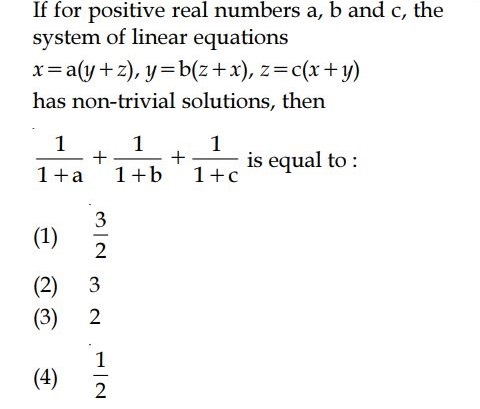 If for positive real numbers a, b and c, the
system of linear equations
x=a(y+z), y=b(z+x), z=c(x+y)
has non-trivial solutions, then
1/(1+a) + 1/(1+b) + 1/(1+c) is equal to :
(1) 3/2
(2) 3
(3) 2
(4) 1/2